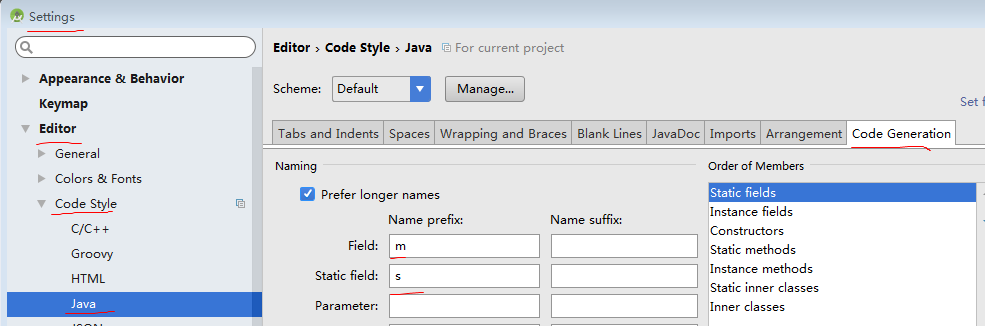 Settings
Appearance & Behavior
Keymap
Editor
General
Colors & Fonts
Code Style
C/C++
Groovy
HTML
Java
JSON
Editor › Code Style › Java For current project
Scheme: Default Manage...
Set f
Tabs and Indents Spaces Wrapping and Braces Blank Lines JavaDoc Imports Arrangement Code Generation
Naming
Prefer longer names
Name prefix: Name suffix:
Field: m
Static field: s
Parameter:
Order of Members
Static fields
Instance fields
Constructors
Static methods
Instance methods
Static inner classes
Inner classes